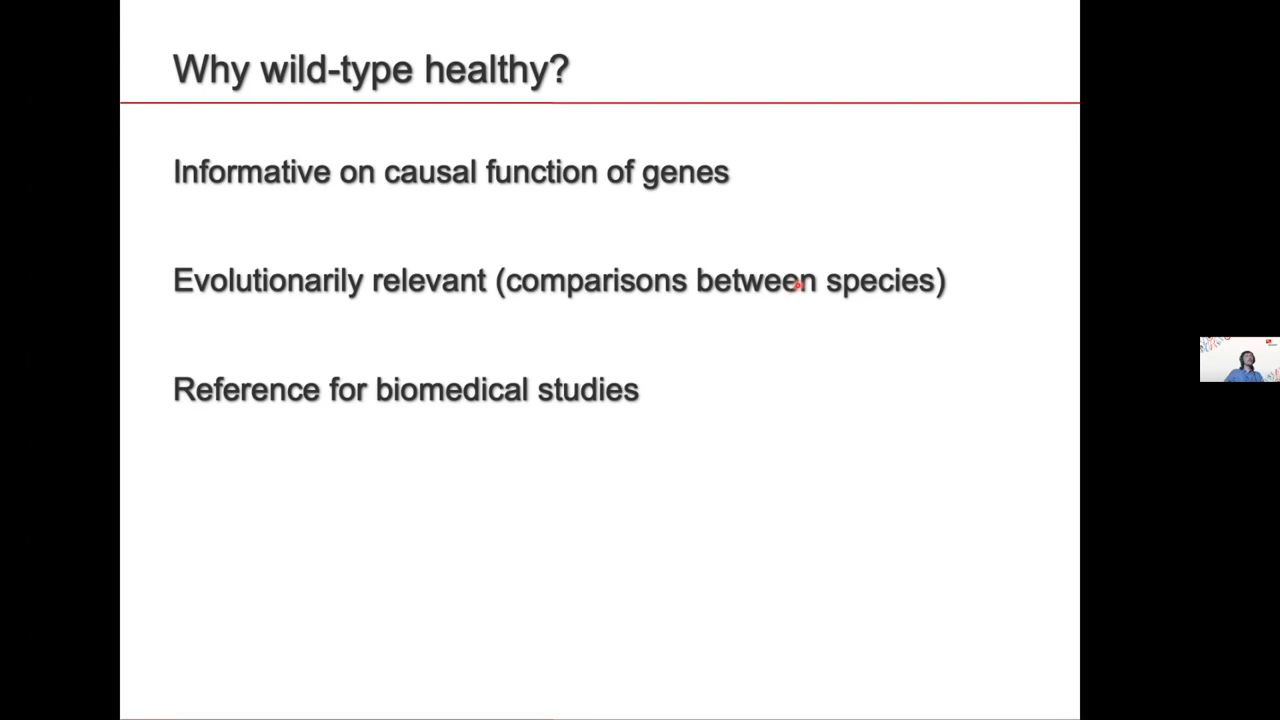 Why wild-type healthy?
Informative on causal function of genes
Evolutionarily relevant (comparisons between species)
Reference for biomedical studies